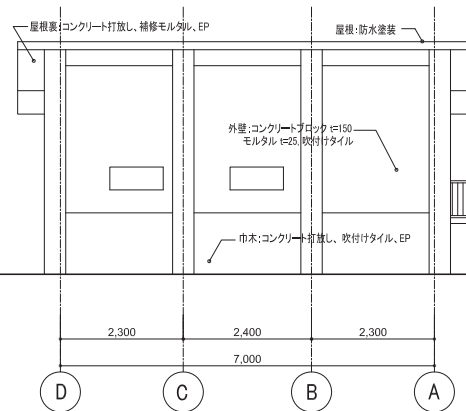 屋根裏:コンクリート打放し、補修モルタル、EP
屋根:防水塗装
外壁:コンクリートブロック t=150
モルタル t=25, 吹付けタイル
巾木:コンクリート打放し、吹付けタイル、EP
2,300 2,400 2,300
7,000
D C B A